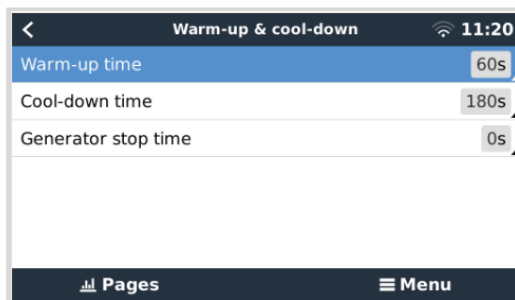 Warm-up & cool-down 11:20
Warm-up time 60s
Cool-down time 180s
Generator stop time 0s
Pages Menu